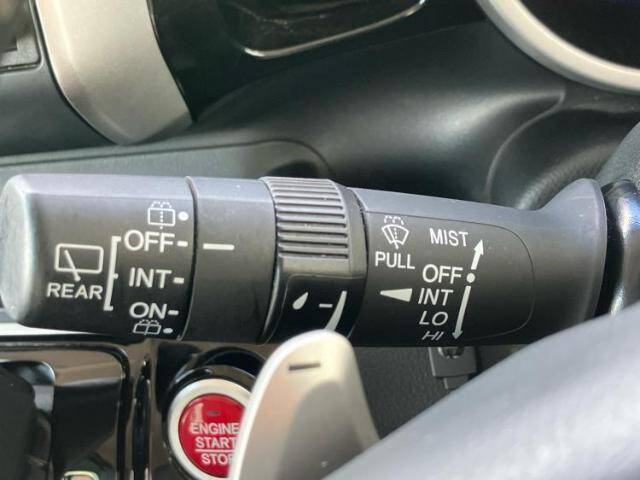 OFF-
INT-
ON-
REAR
PULL
MIST
OFF
INT
LO
HI
ENGINE
START
STOP